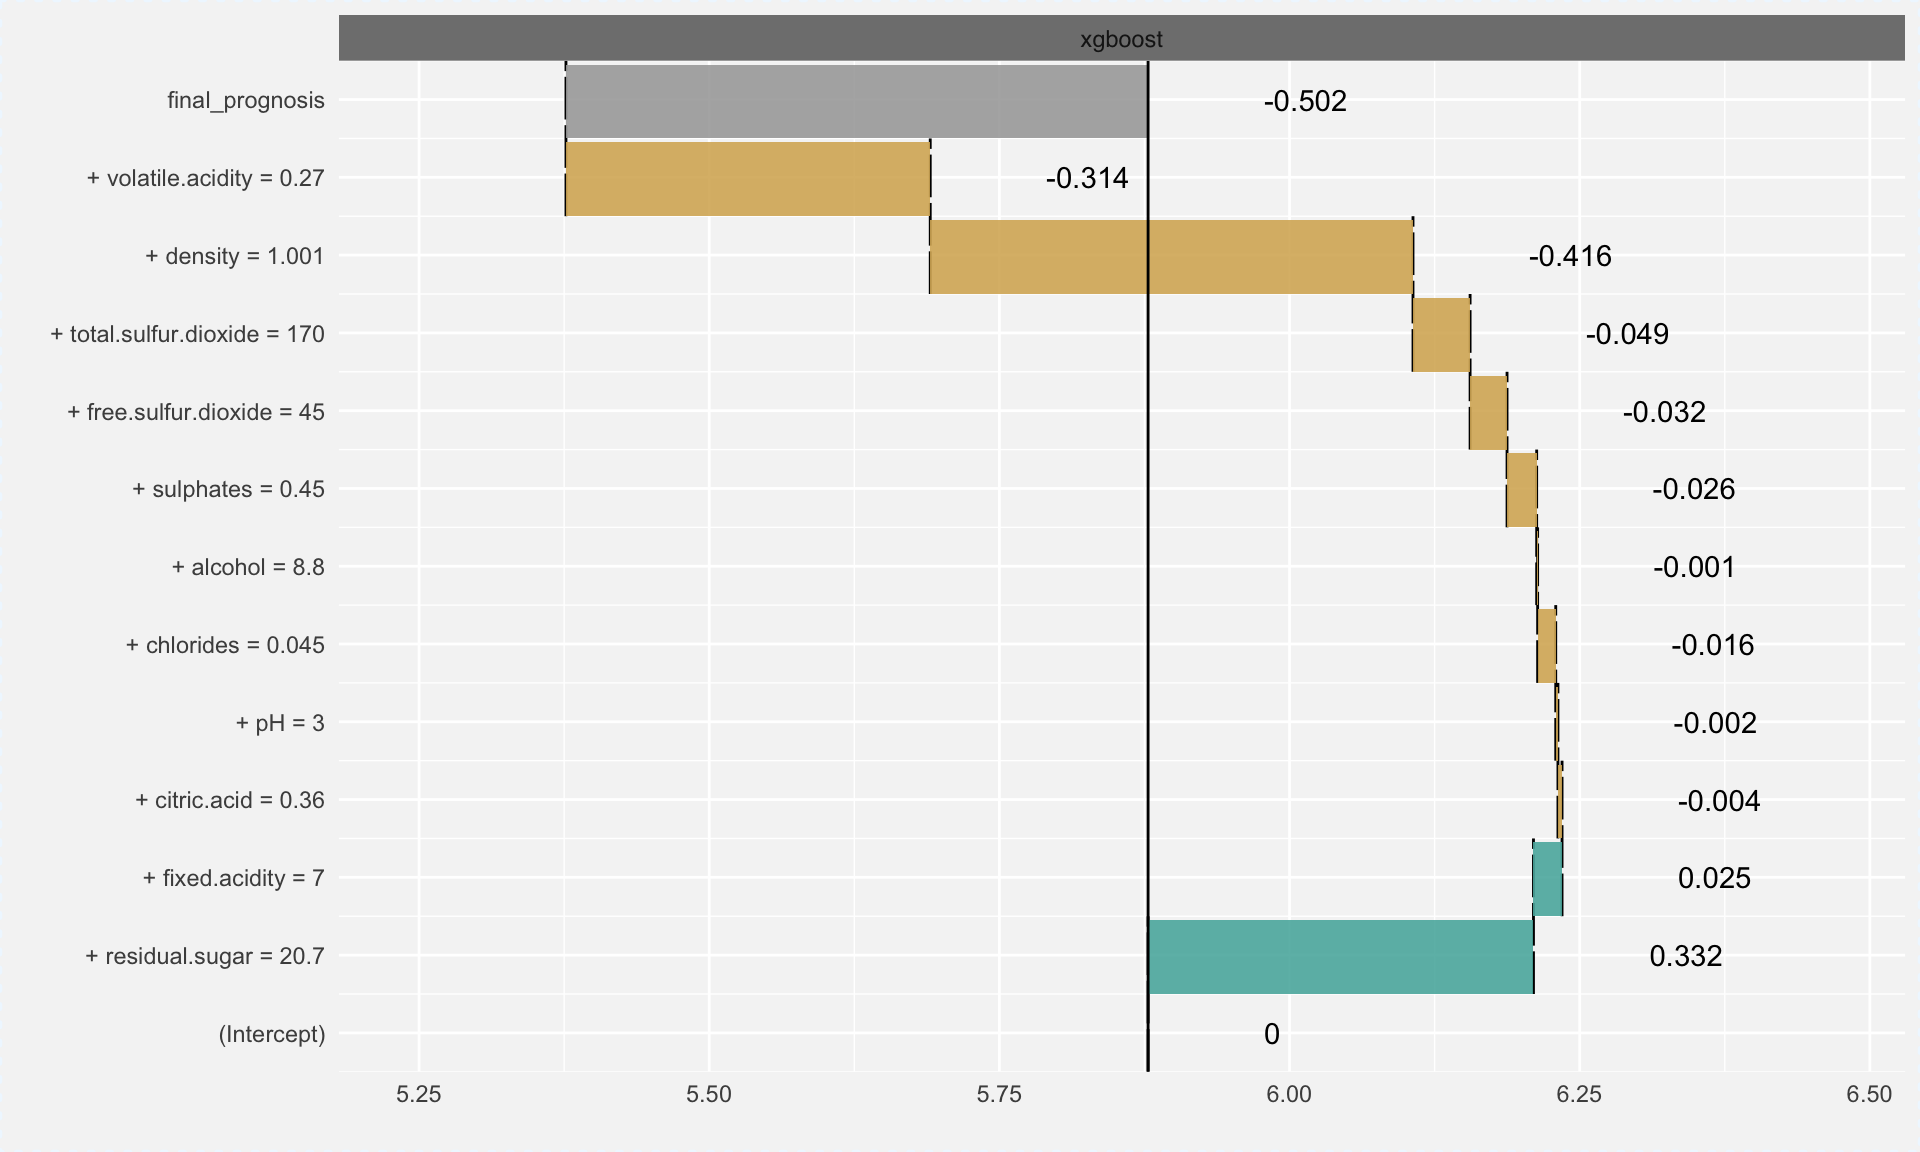 xgboost
final_prognosis -0.502
+ volatile.acidity = 0.27 -0.314
+ density = 1.001 -0.416
+ total.sulfur.dioxide = 170 -0.049
+ free.sulfur.dioxide = 45 -0.032
+ sulphates = 0.45 -0.026
+ alcohol = 8.8 -0.001
+ chlorides = 0.045 -0.016
+ pH = 3 -0.002
+ citric.acid = 0.36 -0.004
+ fixed.acidity = 7 0.025
+ residual.sugar = 20.7 0.332
(Intercept) 0
5.25 5.50 5.75 6.00 6.25 6.50